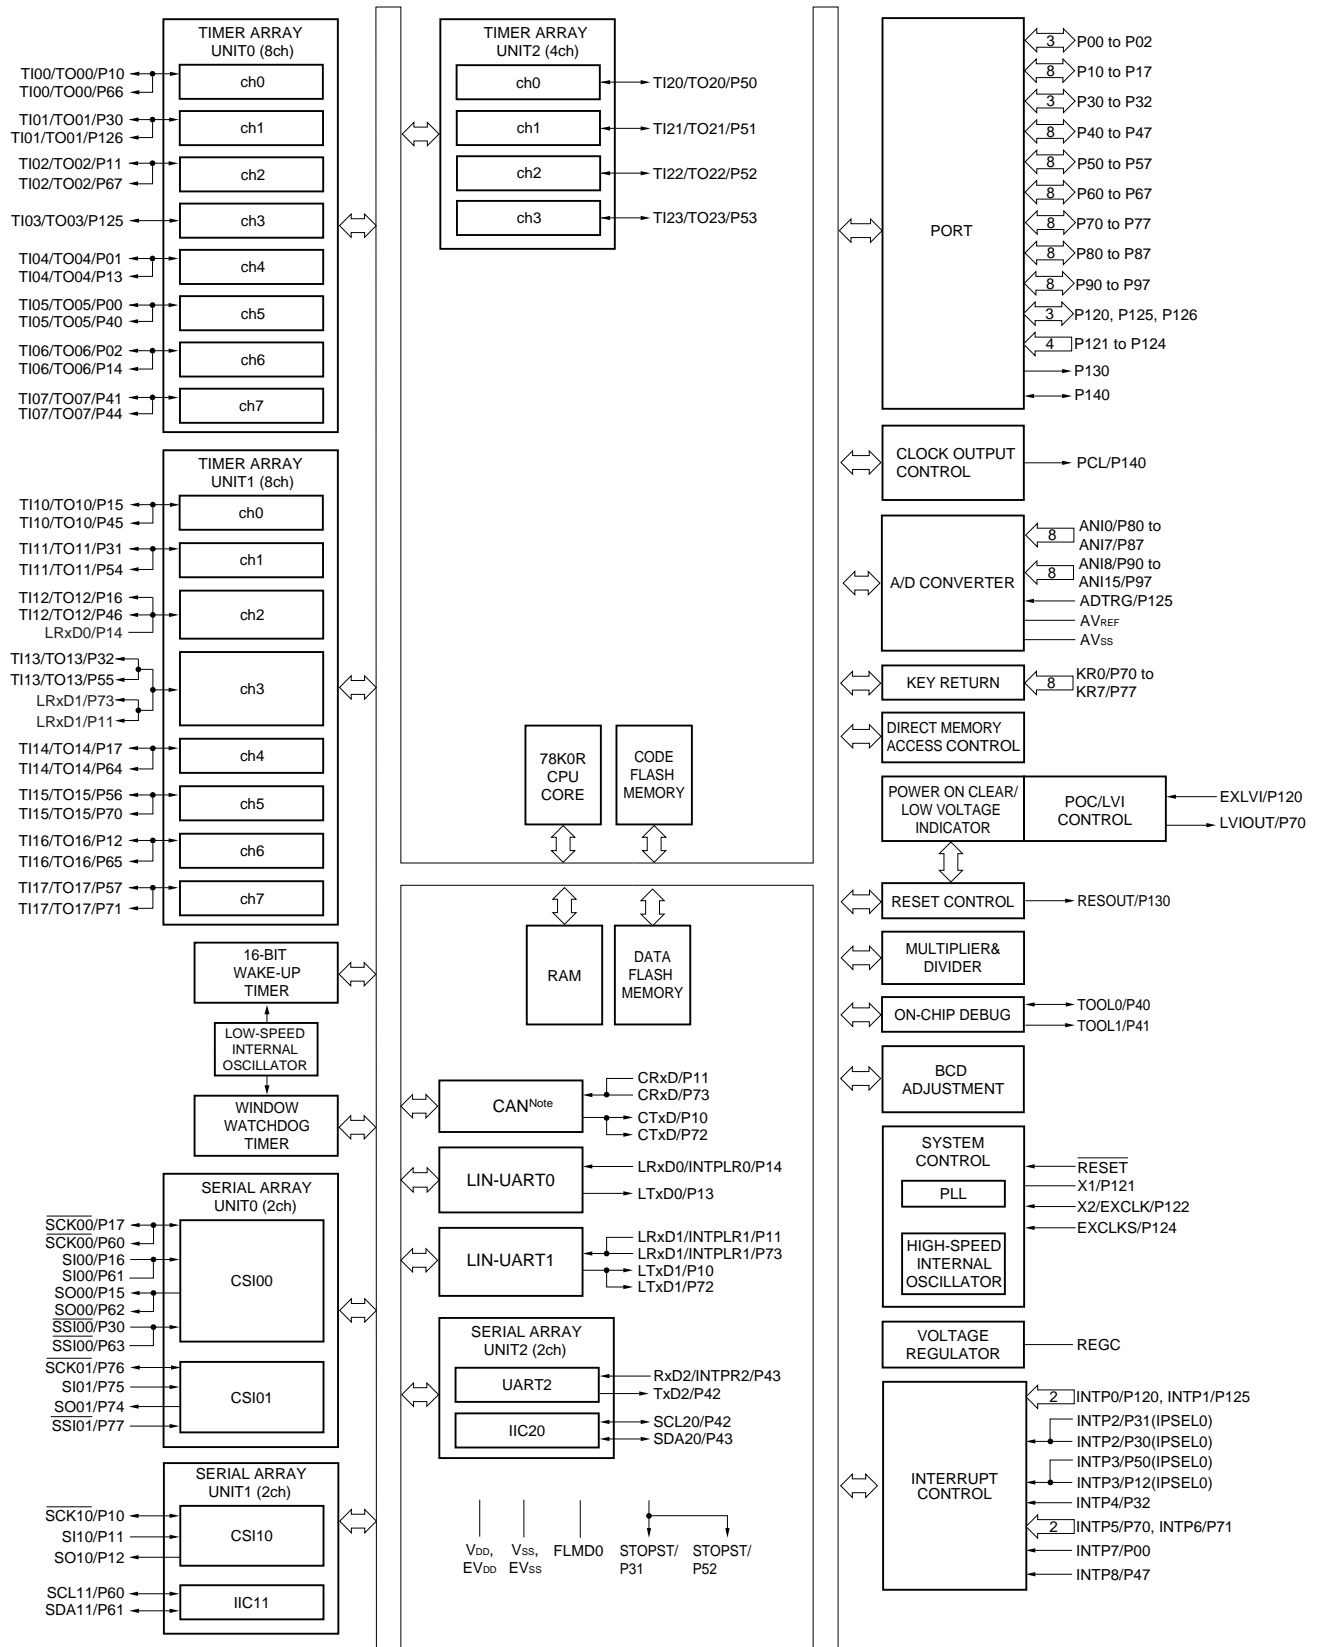 TIMER ARRAY
UNIT0 (8ch)
TI00/TO00/P10
TI00/TO00/P66
ch0
TI01/TO01/P30
TI01/TO01/P126
ch1
TI02/TO02/P11
TI02/TO02/P67
ch2
TI03/TO03/P125
ch3
TI04/TO04/P01
TI04/TO04/P13
ch4
TI05/TO05/P00
TI05/TO05/P40
ch5
TI06/TO06/P02
TI06/TO06/P14
ch6
TI07/TO07/P41
TI07/TO07/P44
ch7
TIMER ARRAY
UNIT1 (8ch)
TI10/TO10/P15
TI10/TO10/P45
ch0
TI11/TO11/P31
TI11/TO11/P54
ch1
TI12/TO12/P16
TI12/TO12/P46
LRxD0/P14
ch2
TI13/TO13/P32
TI13/TO13/P55
LRxD1/P73
LRxD1/P11
ch3
TI14/TO14/P17
TI14/TO14/P64
ch4
TI15/TO15/P56
TI15/TO15/P70
ch5
TI16/TO16/P12
TI16/TO16/P65
ch6
TI17/TO17/P57
TI17/TO17/P71
ch7
16-BIT
WAKE-UP
TIMER
LOW-SPEED
INTERNAL
OSCILLATOR
WINDOW
WATCHDOG
TIMER
SERIAL ARRAY
UNIT0 (2ch)
SCK00/P17
SCK00/P60
SI00/P16
SI00/P61
SO00/P15
SO00/P62
SSI00/P30
SSI00/P63
CSI00
SCK01/P76
SI01/P75
SO01/P74
SSI01/P77
CSI01
SERIAL ARRAY
UNIT1 (2ch)
SCK10/P10
SI10/P11
SO10/P12
CSI10
SCL11/P60
SDA11/P61
IIC11
TIMER ARRAY
UNIT2 (4ch)
ch0
TI20/TO20/P50
ch1
TI21/TO21/P51
ch2
TI22/TO22/P52
ch3
TI23/TO23/P53
78K0R
CPU
CORE
CODE
FLASH
MEMORY
RAM
DATA
FLASH
MEMORY
CAN Note
CRxD/P11
CRxD/P73
CTxD/P10
CTxD/P72
LIN-UART0
LRxD0/INTPLR0/P14
LTxD0/P13
LIN-UART1
LRxD1/INTPLR1/P11
LRxD1/INTPLR1/P73
LTxD1/P10
LTxD1/P72
SERIAL ARRAY
UNIT2 (2ch)
UART2
RxD2/INTPR2/P43
TxD2/P42
IIC20
SCL20/P42
SDA20/P43
VDD,
EVDD
VSS,
EVSS
FLMD0
STOPST/
P31
STOPST/
P52
PORT
3 P00 to P02
8 P10 to P17
3 P30 to P32
8 P40 to P47
8 P50 to P57
8 P60 to P67
8 P70 to P77
8 P80 to P87
8 P90 to P97
3 P120, P125, P126
4 P121 to P124
P130
P140
CLOCK OUTPUT
CONTROL
PCL/P140
A/D CONVERTER
8 ANI0/P80 to
ANI7/P87
8 ANI8/P90 to
ANI15/P97
ADTRG/P125
AVREF
AVSS
KEY RETURN
8 KR0/P70 to
KR7/P77
DIRECT MEMORY
ACCESS CONTROL
POWER ON CLEAR/
LOW VOLTAGE
INDICATOR
POC/LVI
CONTROL
EXLVI/P120
LVIOUT/P70
RESET CONTROL
RESOUT/P130
MULTIPLIER&
DIVIDER
ON-CHIP DEBUG
TOOL0/P40
TOOL1/P41
BCD
ADJUSTMENT
SYSTEM
CONTROL
PLL
HIGH-SPEED
INTERNAL
OSCILLATOR
RESET
X1/P121
X2/EXCLK/P122
EXCLKS/P124
VOLTAGE
REGULATOR
REGC
INTERRUPT
CONTROL
2 INTP0/P120, INTP1/P125
INTP2/P31(IPSEL0)
INTP2/P30(IPSEL0)
INTP3/P50(IPSEL0)
INTP3/P12(IPSEL0)
INTP4/P32
2 INTP5/P70, INTP6/P71
INTP7/P00
INTP8/P47